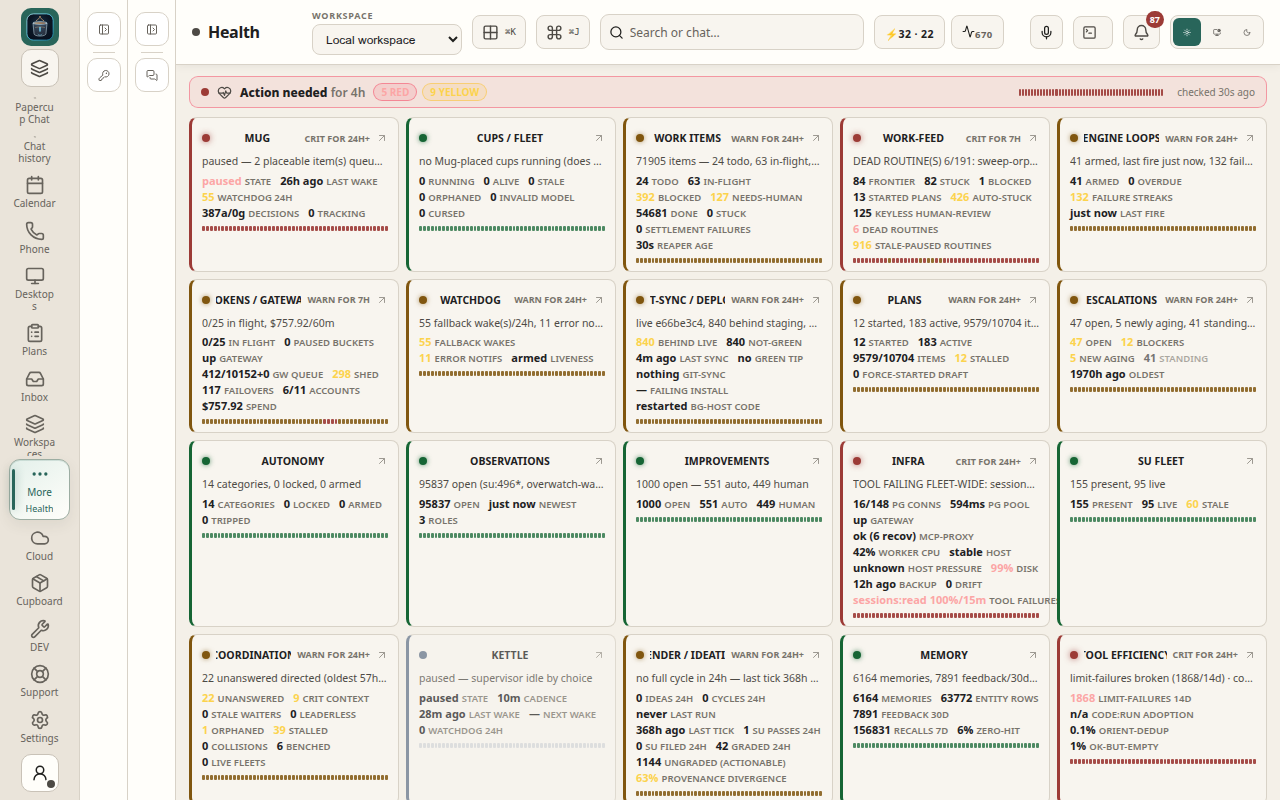 Health
WORKSPACE
Local workspace
⌘K
⌘J
Search or chat...
⚡32 · 22
670
87
Papercu
p Chat
Chat
history
Calendar
Phone
Desktop
s
Plans
Inbox
Workspa
ces
More
Health
Cloud
Cupboard
DEV
Support
Settings
Action needed for 4h 5 RED 9 YELLOW
checked 30s ago
MUG CRIT FOR 24H+
paused — 2 placeable item(s) queu...
paused STATE 26h ago LAST WAKE
55 WATCHDOG 24H
387a/0g DECISIONS 0 TRACKING
CUPS / FLEET
no Mug-placed cups running (does ...
0 RUNNING 0 ALIVE 0 STALE
0 ORPHANED 0 INVALID MODEL
0 CURSED
WORK ITEMS WARN FOR 24H+
71905 items — 24 todo, 63 in-flight,...
24 TODO 63 IN-FLIGHT
392 BLOCKED 127 NEEDS-HUMAN
54681 DONE 0 STUCK
0 SETTLEMENT FAILURES
30s REAPER AGE
WORK-FEED CRIT FOR 7H
DEAD ROUTINE(S) 6/191: sweep-orp...
84 FRONTIER 82 STUCK 1 BLOCKED
13 STARTED PLANS 426 AUTO-STUCK
125 KEYLESS HUMAN-REVIEW
6 DEAD ROUTINES
916 STALE-PAUSED ROUTINES
ENGINE LOOPS WARN FOR 24H+
41 armed, last fire just now, 132 fail...
41 ARMED 0 OVERDUE
132 FAILURE STREAKS
just now LAST FIRE
OKENS / GATEWA WARN FOR 7H
0/25 in flight, $757.92/60m
0/25 IN FLIGHT 0 PAUSED BUCKETS
up GATEWAY
412/10152+0 GW QUEUE 298 SHED
117 FAILOVERS 6/11 ACCOUNTS
$757.92 SPEND
WATCHDOG WARN FOR 24H+
55 fallback wake(s)/24h, 11 error no...
55 FALLBACK WAKES
11 ERROR NOTIFS armed LIVENESS
T-SYNC / DEPLO WARN FOR 24H+
live e66be3c4, 840 behind staging, ...
840 BEHIND LIVE 840 NOT-GREEN
4m ago LAST SYNC no GREEN TIP
nothing GIT-SYNC
— FAILING INSTALL
restarted BG-HOST CODE
PLANS WARN FOR 24H+
12 started, 183 active, 9579/10704 it...
12 STARTED 183 ACTIVE
9579/10704 ITEMS 12 STALLED
0 FORCE-STARTED DRAFT
ESCALATIONS WARN FOR 24H+
47 open, 5 newly aging, 41 standing...
47 OPEN 12 BLOCKERS
5 NEW AGING 41 STANDING
1970h ago OLDEST
AUTONOMY
14 categories, 0 locked, 0 armed
14 CATEGORIES 0 LOCKED 0 ARMED
0 TRIPPED
OBSERVATIONS
95837 open (su:496*, overwatch-wa...
95837 OPEN just now NEWEST
3 ROLES
IMPROVEMENTS
1000 open — 551 auto, 449 human
1000 OPEN 551 AUTO 449 HUMAN
INFRA CRIT FOR 24H+
TOOL FAILING FLEET-WIDE: session...
16/148 PG CONNS 594ms PG POOL
up GATEWAY
ok (6 recov) MCP-PROXY
42% WORKER CPU stable HOST
unknown HOST PRESSURE 99% DISK
12h ago BACKUP 0 DRIFT
sessions:read 100%/15m TOOL FAILURES
SU FLEET
155 present, 95 live
155 PRESENT 95 LIVE 60 STALE
COORDINATION WARN FOR 24H+
22 unanswered directed (oldest 57h...
22 UNANSWERED 9 CRIT CONTEXT
0 STALE WAITERS 0 LEADERLESS
1 ORPHANED 39 STALLED
0 COLLISIONS 6 BENCHED
0 LIVE FLEETS
KETTLE
paused — supervisor idle by choice
paused STATE 10m CADENCE
28m ago LAST WAKE — NEXT WAKE
0 WATCHDOG 24H
ENDER / IDEATI WARN FOR 24H+
no full cycle in 24h — last tick 368h ...
0 IDEAS 24H 0 CYCLES 24H
never LAST RUN
368h ago LAST TICK 1 SU PASSES 24H
0 SU FILED 24H 42 GRADED 24H
1144 UNGRADED (ACTIONABLE)
63% PROVENANCE DIVERGENCE
MEMORY
6164 memories, 7891 feedback/30d...
6164 MEMORIES 63772 ENTITY ROWS
7891 FEEDBACK 30D
156831 RECALLS 7D 6% ZERO-HIT
TOOL EFFICIENCY CRIT FOR 24H+
limit-failures broken (1868/14d) · co...
1868 LIMIT-FAILURES 14D
n/a CODE:RUN ADOPTION
0.1% ORIENT-DEDUP
1% OK-BUT-EMPTY